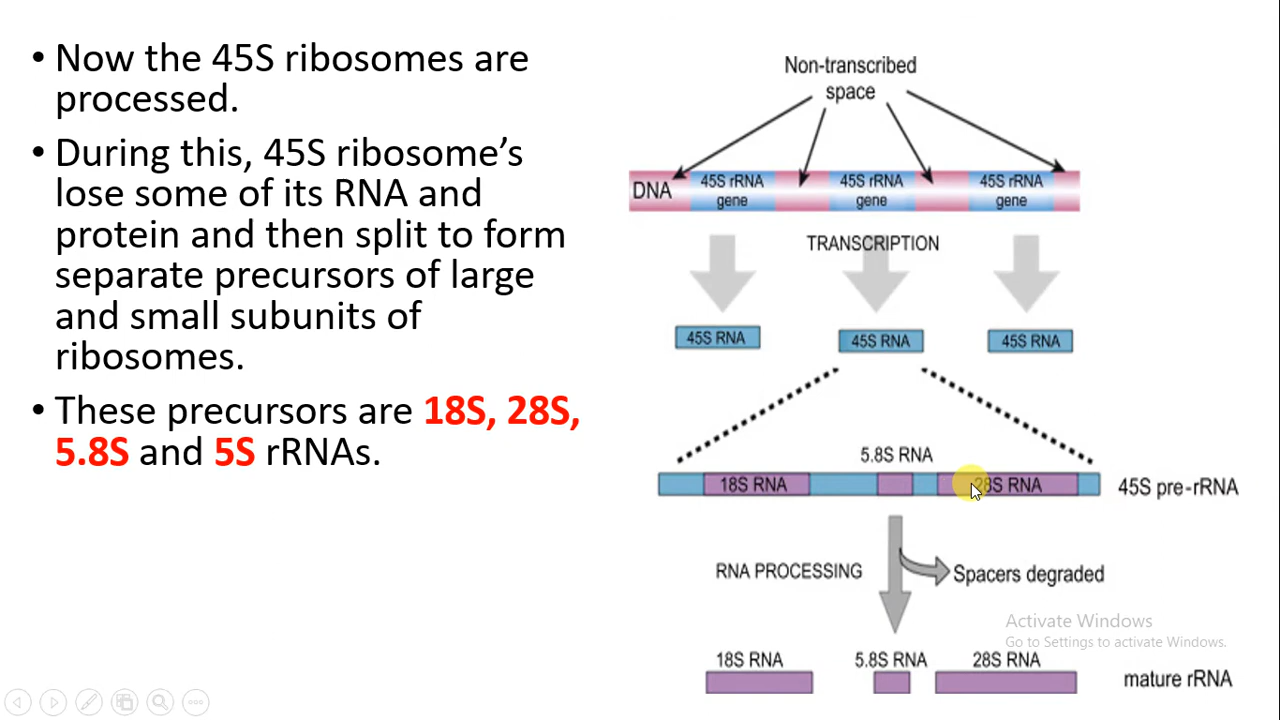 • Now the 45S ribosomes are
processed.
• During this, 45S ribosome’s
lose some of its RNA and
protein and then split to form
separate precursors of large
and small subunits of
ribosomes.
• These precursors are 18S, 28S,
5.8S and 5S rRNAs.
Non-transcribed
space
DNA
45S rRNA
gene
45S rRNA
gene
45S rRNA
gene
TRANSCRIPTION
45S RNA
45S RNA
45S RNA
5.8S RNA
18S RNA
28S RNA
45S pre-rRNA
RNA PROCESSING
Spacers degraded
Activate Windows
Go to Settings to activate Windows.
18S RNA
5.8S RNA
28S RNA
mature rRNA